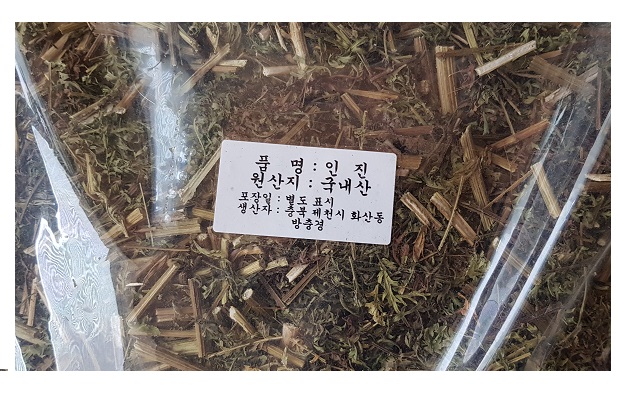 품 명 : 인 진
원산지 : 국내산
포장일 : 별도 표시
생산자 : 충북 제천시 화산동
방충경